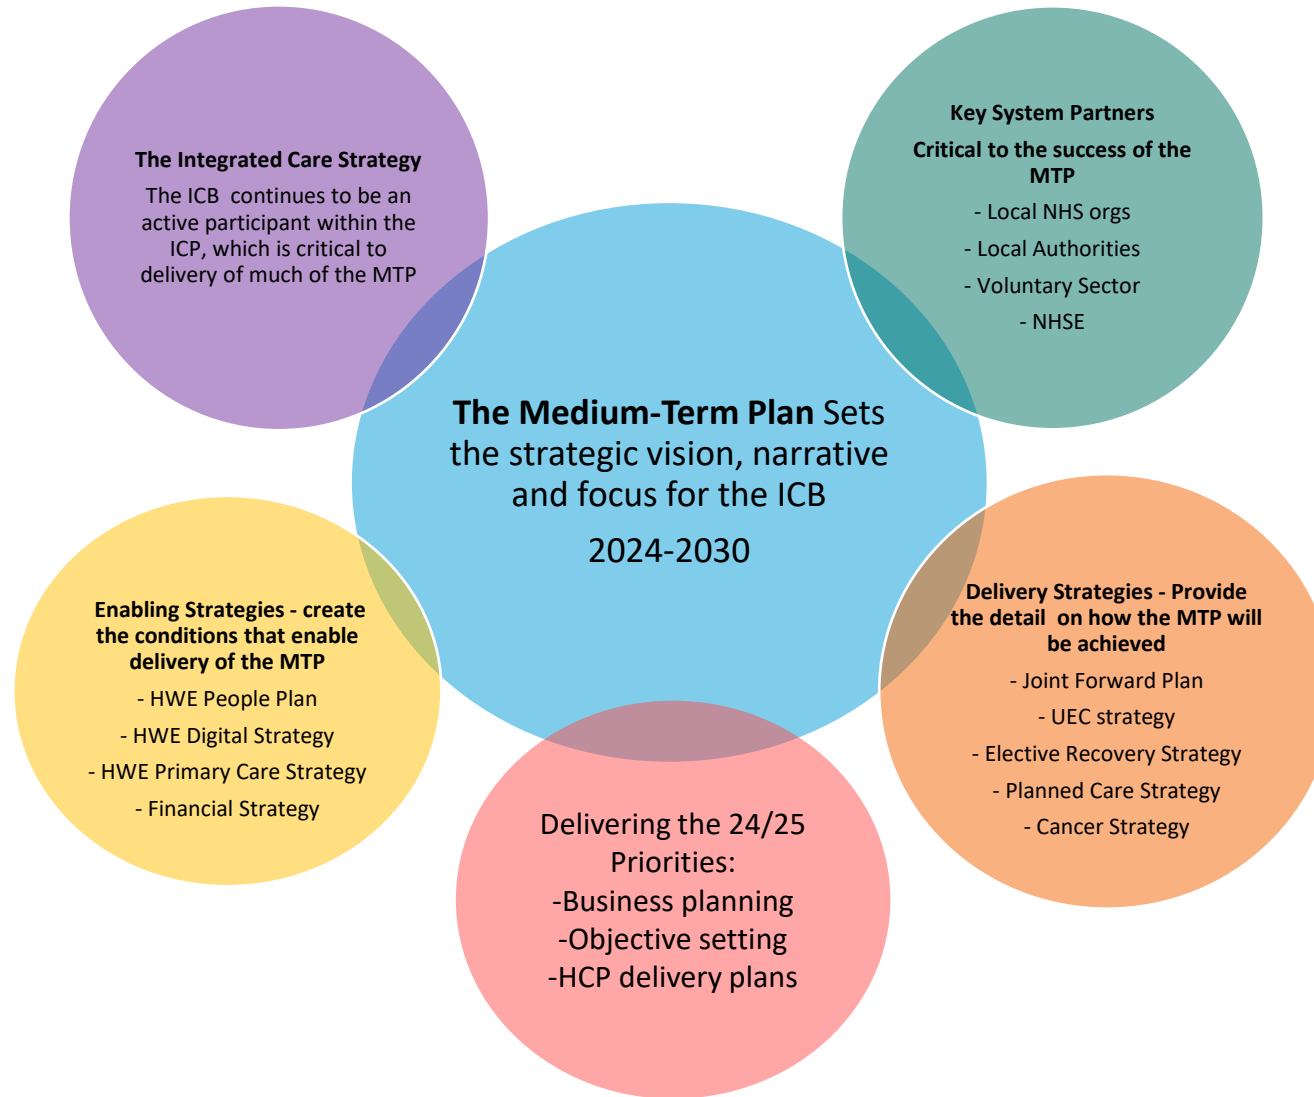 The Integrated Care Strategy
The ICB continues to be an
active participant within the
ICP, which is critical to
delivery of much of the MTP
Key System Partners
Critical to the success of the
MTP
- Local NHS orgs
- Local Authorities
- Voluntary Sector
- NHSE
The Medium-Term Plan Sets
the strategic vision, narrative
and focus for the ICB
2024-2030
Enabling Strategies - create
the conditions that enable
delivery of the MTP
- HWE People Plan
- HWE Digital Strategy
- HWE Primary Care Strategy
- Financial Strategy
Delivery Strategies - Provide
the detail on how the MTP will
be achieved
- Joint Forward Plan
- UEC strategy
- Elective Recovery Strategy
- Planned Care Strategy
- Cancer Strategy
Delivering the 24/25
Priorities:
-Business planning
-Objective setting
-HCP delivery plans